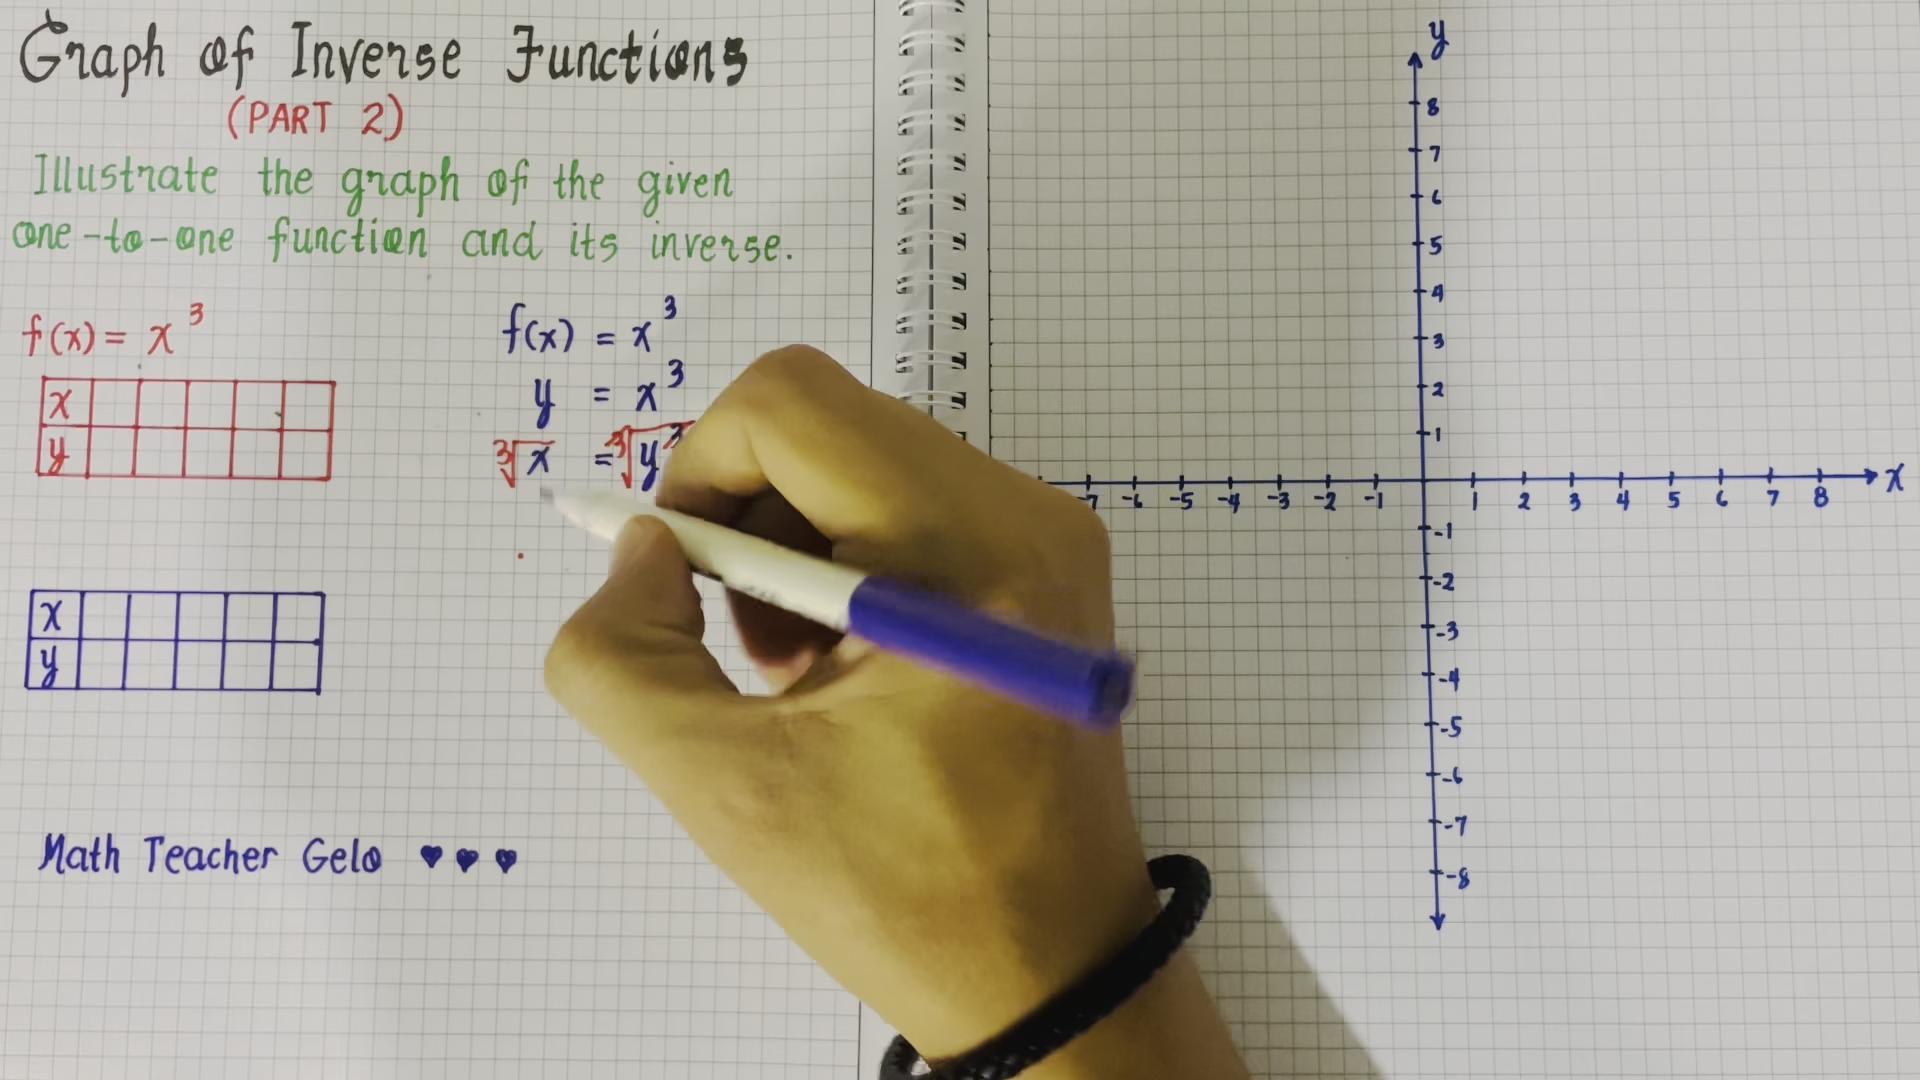 Graph of Inverse Functions
(PART 2)
Illustrate the graph of the given
one-to-one function and its inverse.
f(x) = x³
x
y
f(x) = x³
y = x³
∛x = ∛y³
x
y
Math Teacher Gelo ♥♥♥
y
8
7
6
5
4
3
2
1
-7 -6 -5 -4 -3 -2 -1 1 2 3 4 5 6 7 8 x
-1
-2
-3
-4
-5
-6
-7
-8